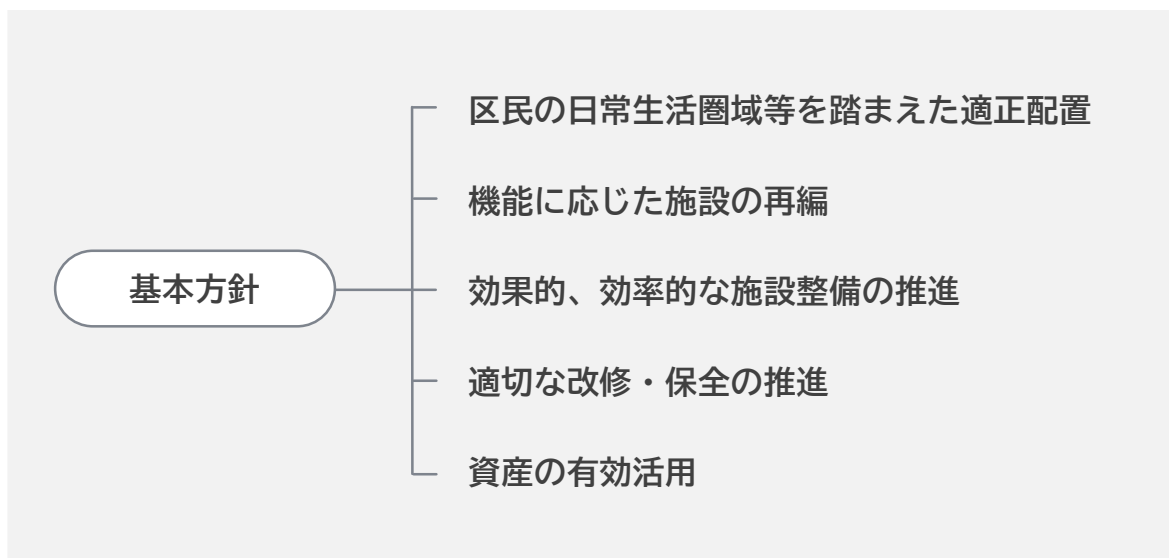 基本方針
区民の日常生活圏域等を踏まえた適正配置
機能に応じた施設の再編
効果的、効率的な施設整備の推進
適切な改修・保全の推進
資産の有効活用